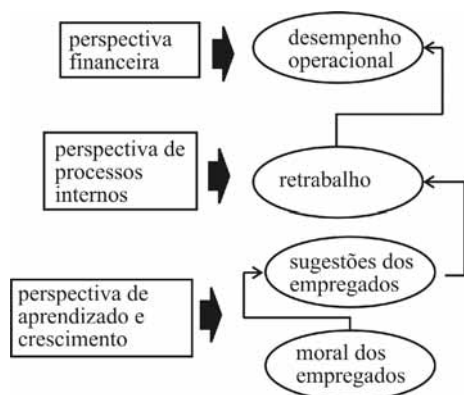 perspectiva
financeira
desempenho
operacional
perspectiva de
processos
internos
retrabalho
perspectiva de
aprendizado e
crescimento
sugestões dos
empregados
moral dos
empregados